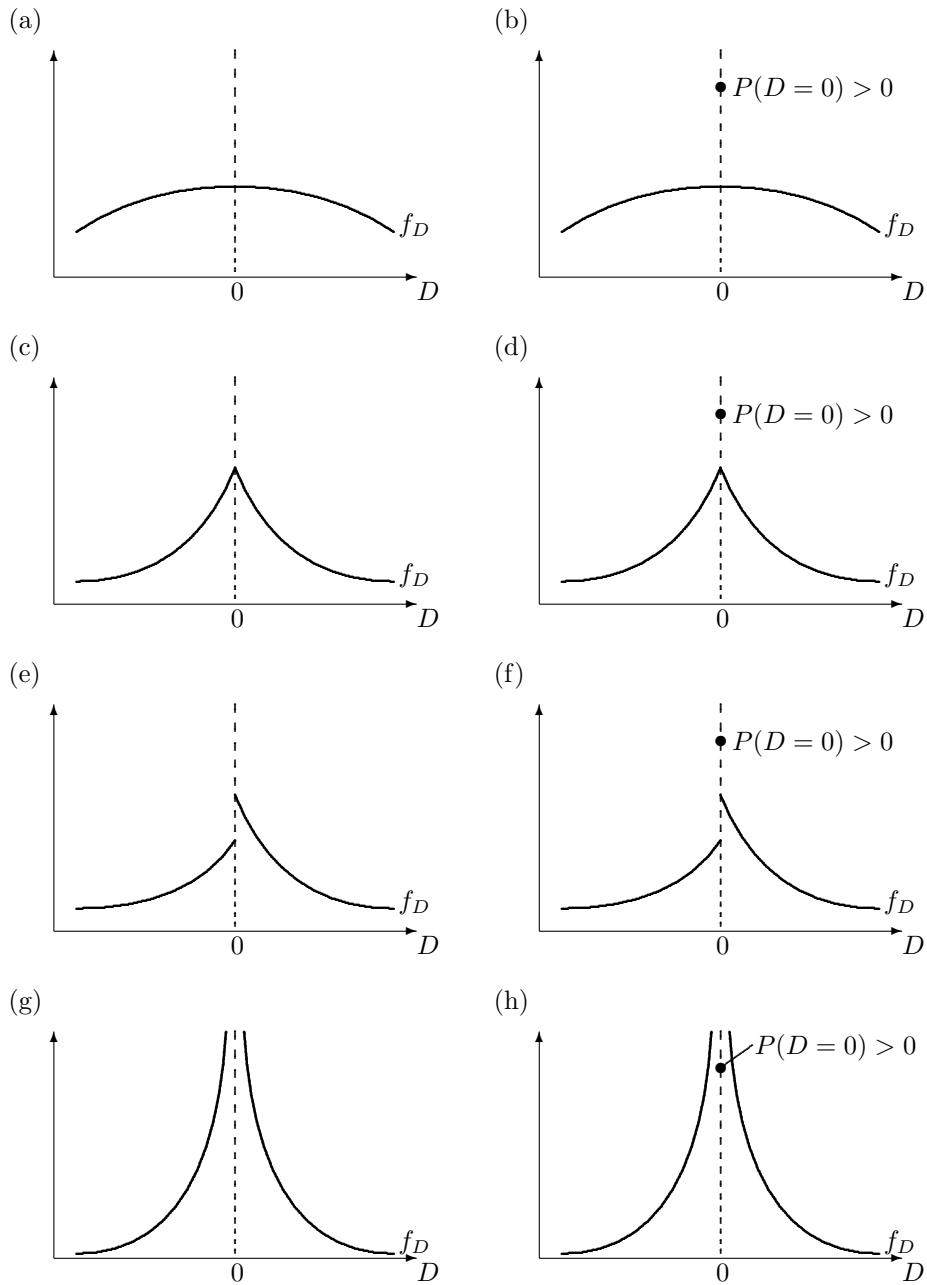 (a)
f_D
0
D
(b)
P(D = 0) > 0
f_D
0
D
(c)
f_D
0
D
(d)
P(D = 0) > 0
f_D
0
D
(e)
f_D
0
D
(f)
P(D = 0) > 0
f_D
0
D
(g)
f_D
0
D
(h)
P(D = 0) > 0
f_D
0
D